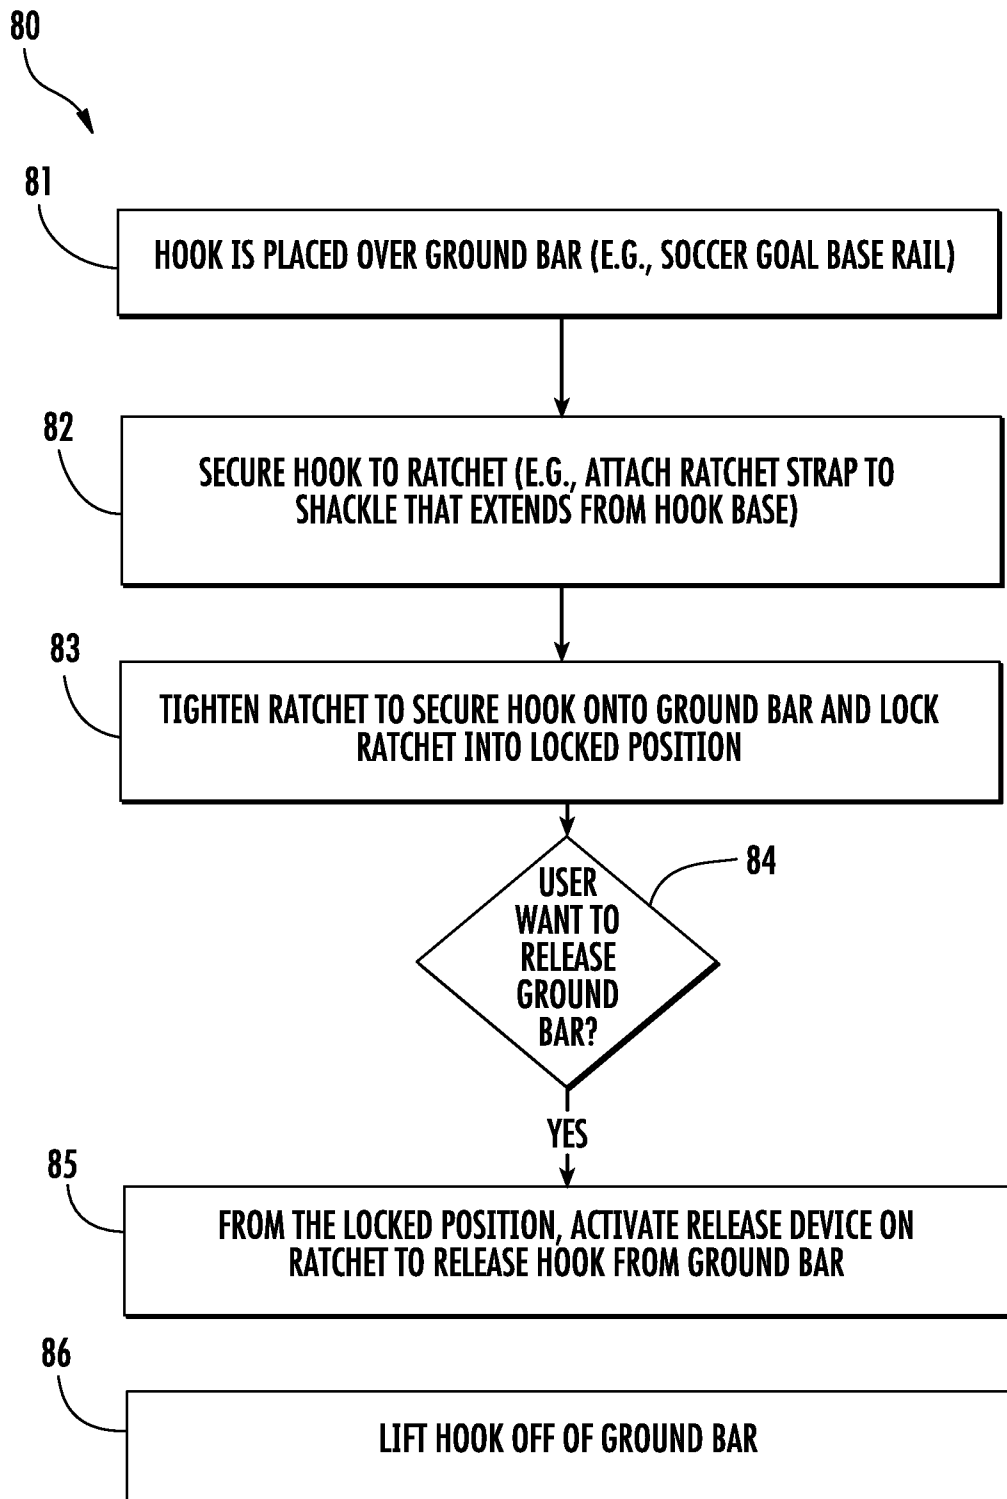 80
81
HOOK IS PLACED OVER GROUND BAR (E.G., SOCCER GOAL BASE RAIL)
82
SECURE HOOK TO RATCHET (E.G., ATTACH RATCHET STRAP TO
SHACKLE THAT EXTENDS FROM HOOK BASE)
83
TIGHTEN RATCHET TO SECURE HOOK ONTO GROUND BAR AND LOCK
RATCHET INTO LOCKED POSITION
84
USER
WANT TO
RELEASE
GROUND
BAR?
YES
85
FROM THE LOCKED POSITION, ACTIVATE RELEASE DEVICE ON
RATCHET TO RELEASE HOOK FROM GROUND BAR
86
LIFT HOOK OFF OF GROUND BAR